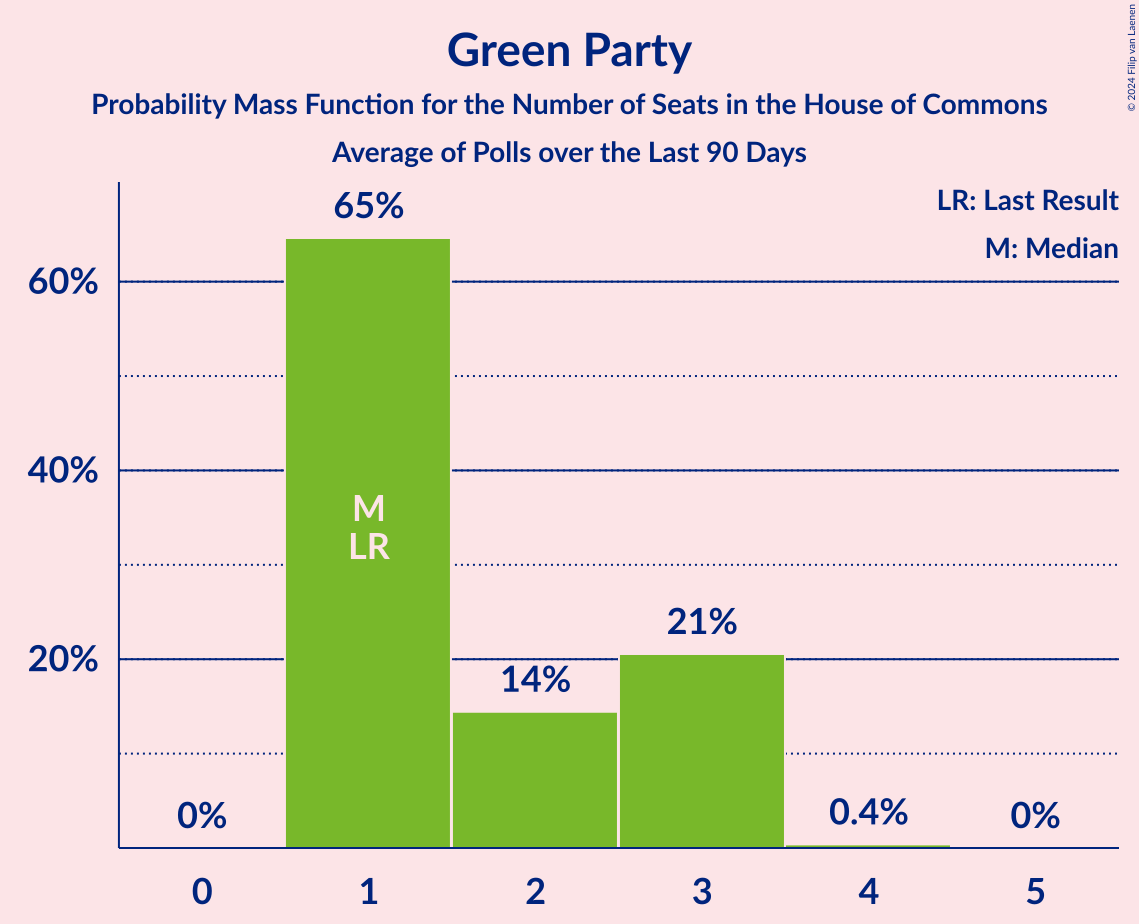 Green Party
Probability Mass Function for the Number of Seats in the House of Commons
Average of Polls over the Last 90 Days
© 2024 Filip van Laenen
LR: Last Result
M: Median
65%
60%
40%
M
LR
21%
20%
14%
0%
0.4%
0%
0 1 2 3 4 5